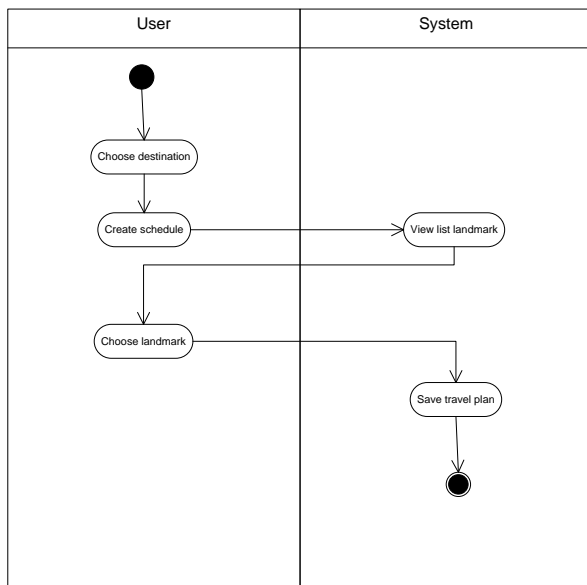 User
System
Choose destination
Create schedule
View list landmark
Choose landmark
Save travel plan